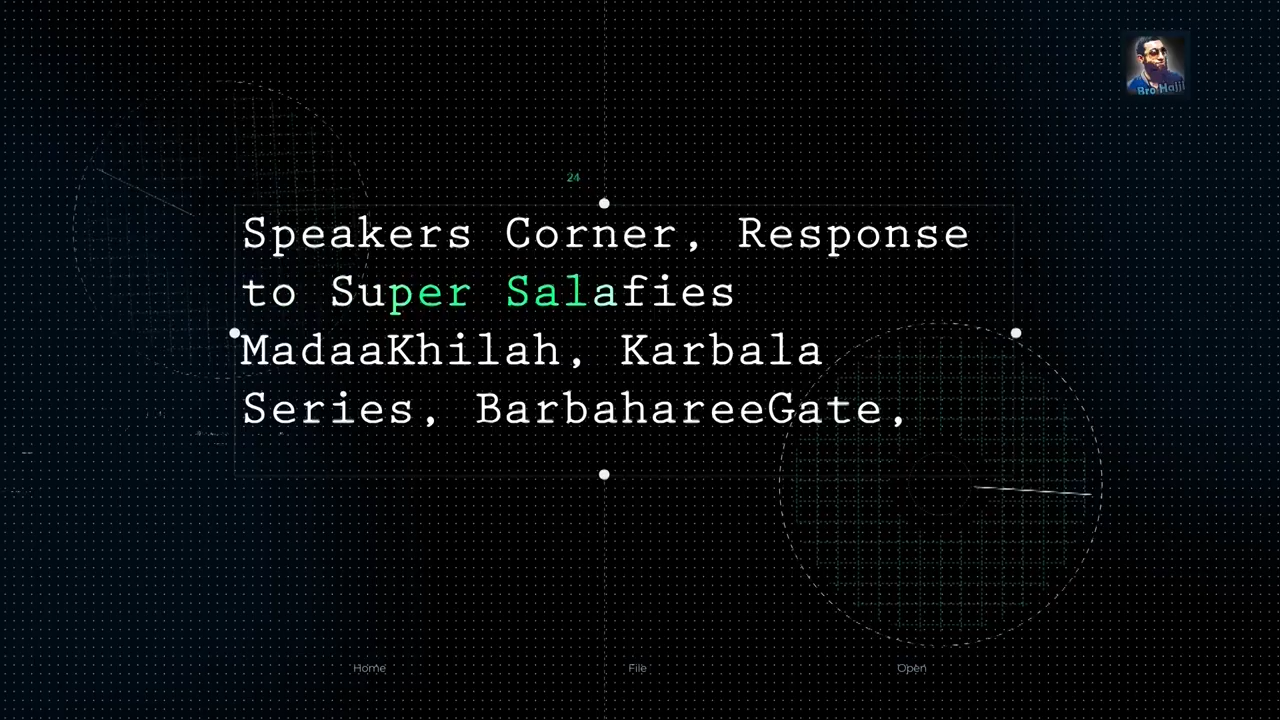 Bro Hajji
24
Speakers Corner, Response
to Super Salafies
MadaaKhilah, Karbala
Series, BarbahareeGate,
Home File Open